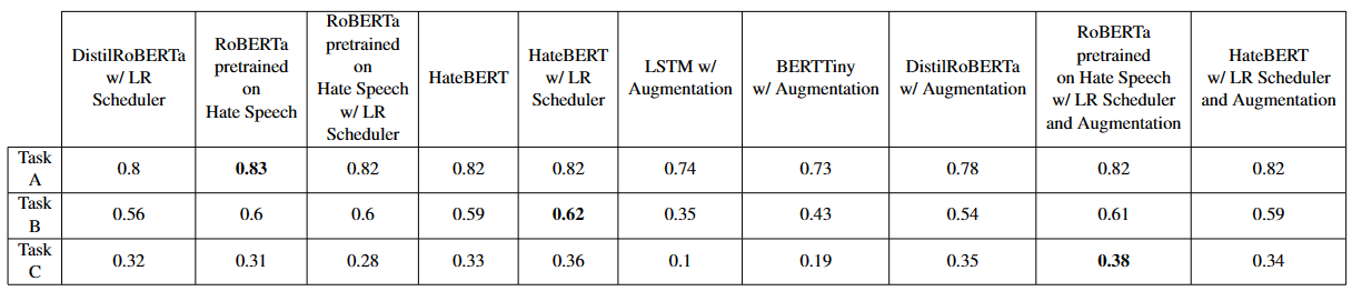 DistilRoBERTa
w/ LR
Scheduler
RoBERTa
pretrained
on
Hate Speech
RoBERTa
pretrained
on
Hate Speech
w/ LR
Scheduler
HateBERT
HateBERT
w/ LR
Scheduler
LSTM w/
Augmentation
BERTTiny
w/ Augmentation
DistilRoBERTa
w/ Augmentation
RoBERTa
pretrained
on Hate Speech
w/ LR Scheduler
and Augmentation
HateBERT
w/ LR Scheduler
and Augmentation
Task
A
0.8
0.83
0.82
0.82
0.82
0.74
0.73
0.78
0.82
0.82
Task
B
0.56
0.6
0.6
0.59
0.62
0.35
0.43
0.54
0.61
0.59
Task
C
0.32
0.31
0.28
0.33
0.36
0.1
0.19
0.35
0.38
0.34